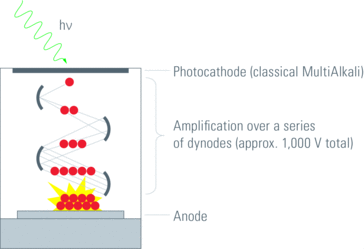 hν
Photocathode (classical MultiAlkali)
Amplification over a series
of dynodes (approx. 1,000 V total)
Anode